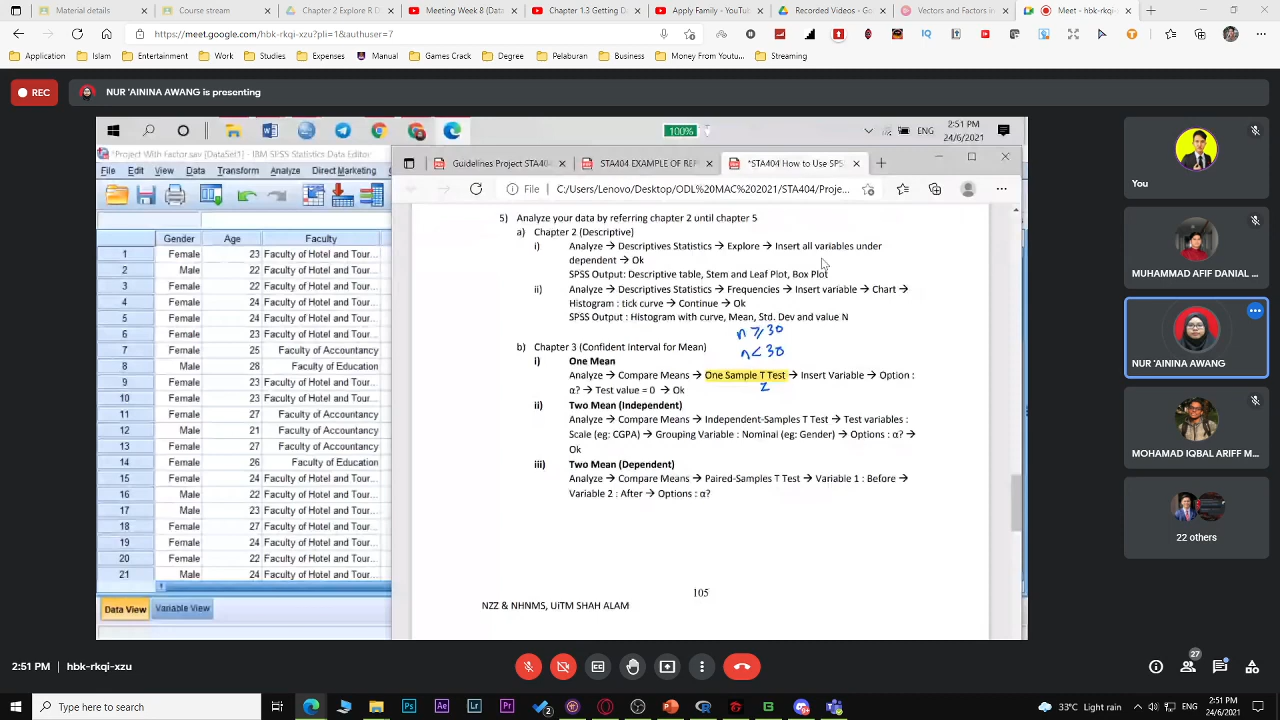 Material details
Course stream
Chapter 2 Explore R D
Meeting Week 8 (Data
Chapter 1.3 Getting D
Apply Family - YouTu
Recorded Videos - Go
Vectors and Factors in
Meet - hbk-rkqi-
https://meet.google.com/hbk-rkqi-xzu?pli=1&authuser=7
Application
Islam
Entertainment
Work
Studies
Expenses
Manual
Games Crack
Degree
Pelaburan
Business
Money From Youtu...
Streaming
REC
NUR 'AININA AWANG is presenting
100%
ENG
2:51 PM
24/6/2021
*Project With Factor.sav [DataSet1] - IBM SPSS Statistics Data Editor
File Edit View Data Transform Analyze Direct Marketing
Guidelines Project STA404
STA404 EXAMPLE OF REP
*STA404 How to Use SPS
File C:/Users/Lenovo/Desktop/ODL%20MAC%202021/STA404/Proje...
Gender Age Faculty
1 Female 23 Faculty of Hotel and Tour...
2 Male 22 Faculty of Hotel and Tour...
3 Female 24 Faculty of Hotel and Tour...
4 Female 22 Faculty of Hotel and Tour...
5 Female 24 Faculty of Hotel and Tour...
6 Female 24 Faculty of Hotel and Tour...
7 Female 25 Faculty of Accountancy
8 Male 28 Faculty of Education
9 Female 23 Faculty of Hotel and Tour...
10 Female 23 Faculty of Hotel and Tour...
11 Female 27 Faculty of Accountancy
12 Male 21 Faculty of Accountancy
13 Female 27 Faculty of Accountancy
14 Female 26 Faculty of Education
15 Female 24 Faculty of Hotel and Tour...
16 Male 22 Faculty of Hotel and Tour...
17 Male 23 Faculty of Hotel and Tour...
18 Female 27 Faculty of Hotel and Tour...
19 Female 24 Faculty of Hotel and Tour...
20 Female 22 Faculty of Hotel and Tour...
21 Male 24 Faculty of Hotel and Tour...
Data View Variable View
5) Analyze your data by referring chapter 2 until chapter 5
a) Chapter 2 (Descriptive)
i) Analyze → Descriptives Statistics → Explore → Insert all variables under
dependent → Ok
SPSS Output: Descriptive table, Stem and Leaf Plot, Box Plot
ii) Analyze → Descriptives Statistics → Frequencies → Insert variable → Chart →
Histogram : tick curve → Continue → Ok
SPSS Output : Histogram with curve, Mean, Std. Dev and value N
n ≥ 30
n < 30
b) Chapter 3 (Confident Interval for Mean)
i) One Mean
Analyze → Compare Means → One Sample T Test → Insert Variable → Option :
α? → Test value = 0 → Ok
z
ii) Two Mean (Independent)
Analyze → Compare Means → Independent-Samples T Test → Test variables :
Scale (eg: CGPA) → Grouping Variable : Nominal (eg: Gender) → Options : α? →
Ok
iii) Two Mean (Dependent)
Analyze → Compare Means → Paired-Samples T Test → Variable 1 : Before →
Variable 2 : After → Options : α?
105
NZZ & NHNMS, UiTM SHAH ALAM
You
MUHAMMAD AFIF DANIAL ...
NUR 'AININA AWANG
MOHAMAD IQBAL ARIFF M...
22 others
2:51 PM
hbk-rkqi-xzu
27
Type here to search
33°C Light rain
ENG
2:51 PM
24/6/2021